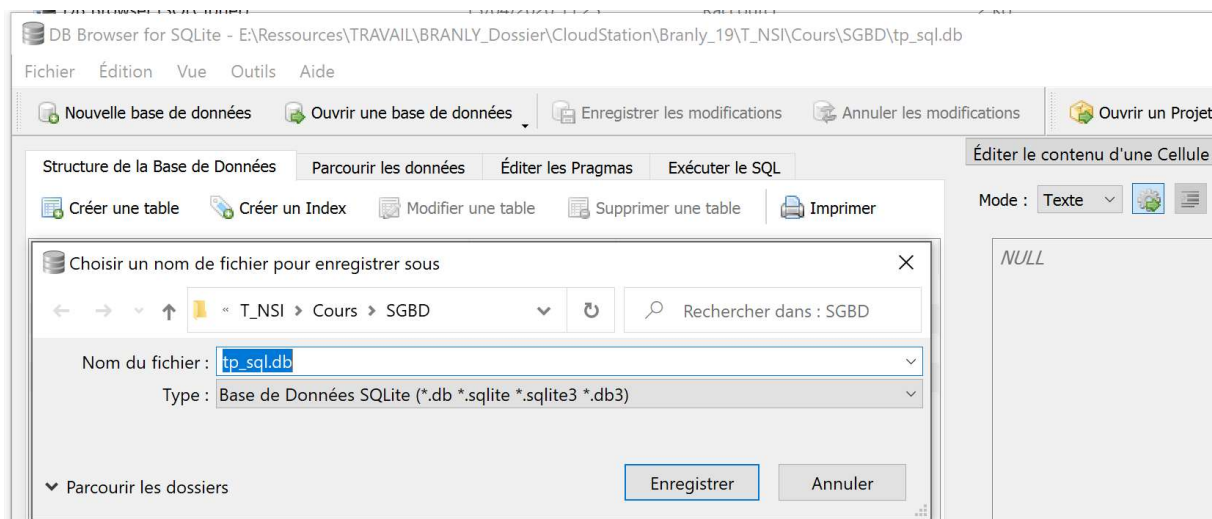 DB Browser for SQLite - E:\Ressources\TRAVAIL\BRANLY_Dossier\CloudStation\Branly_19\T_NSI\Cours\SGBD\tp_sql.db
Fichier Édition Vue Outils Aide
Nouvelle base de données Ouvrir une base de données Enregistrer les modifications Annuler les modifications Ouvrir un Projet
Structure de la Base de Données Parcourir les données Éditer les Pragmas Exécuter le SQL
Éditer le contenu d'une Cellule
Créer une table Créer un Index Modifier une table Supprimer une table Imprimer
Mode : Texte
NULL
Choisir un nom de fichier pour enregistrer sous
« T_NSI > Cours > SGBD Rechercher dans : SGBD
Nom du fichier : tp_sql.db
Type : Base de Données SQLite (*.db *.sqlite *.sqlite3 *.db3)
Parcourir les dossiers
Enregistrer Annuler